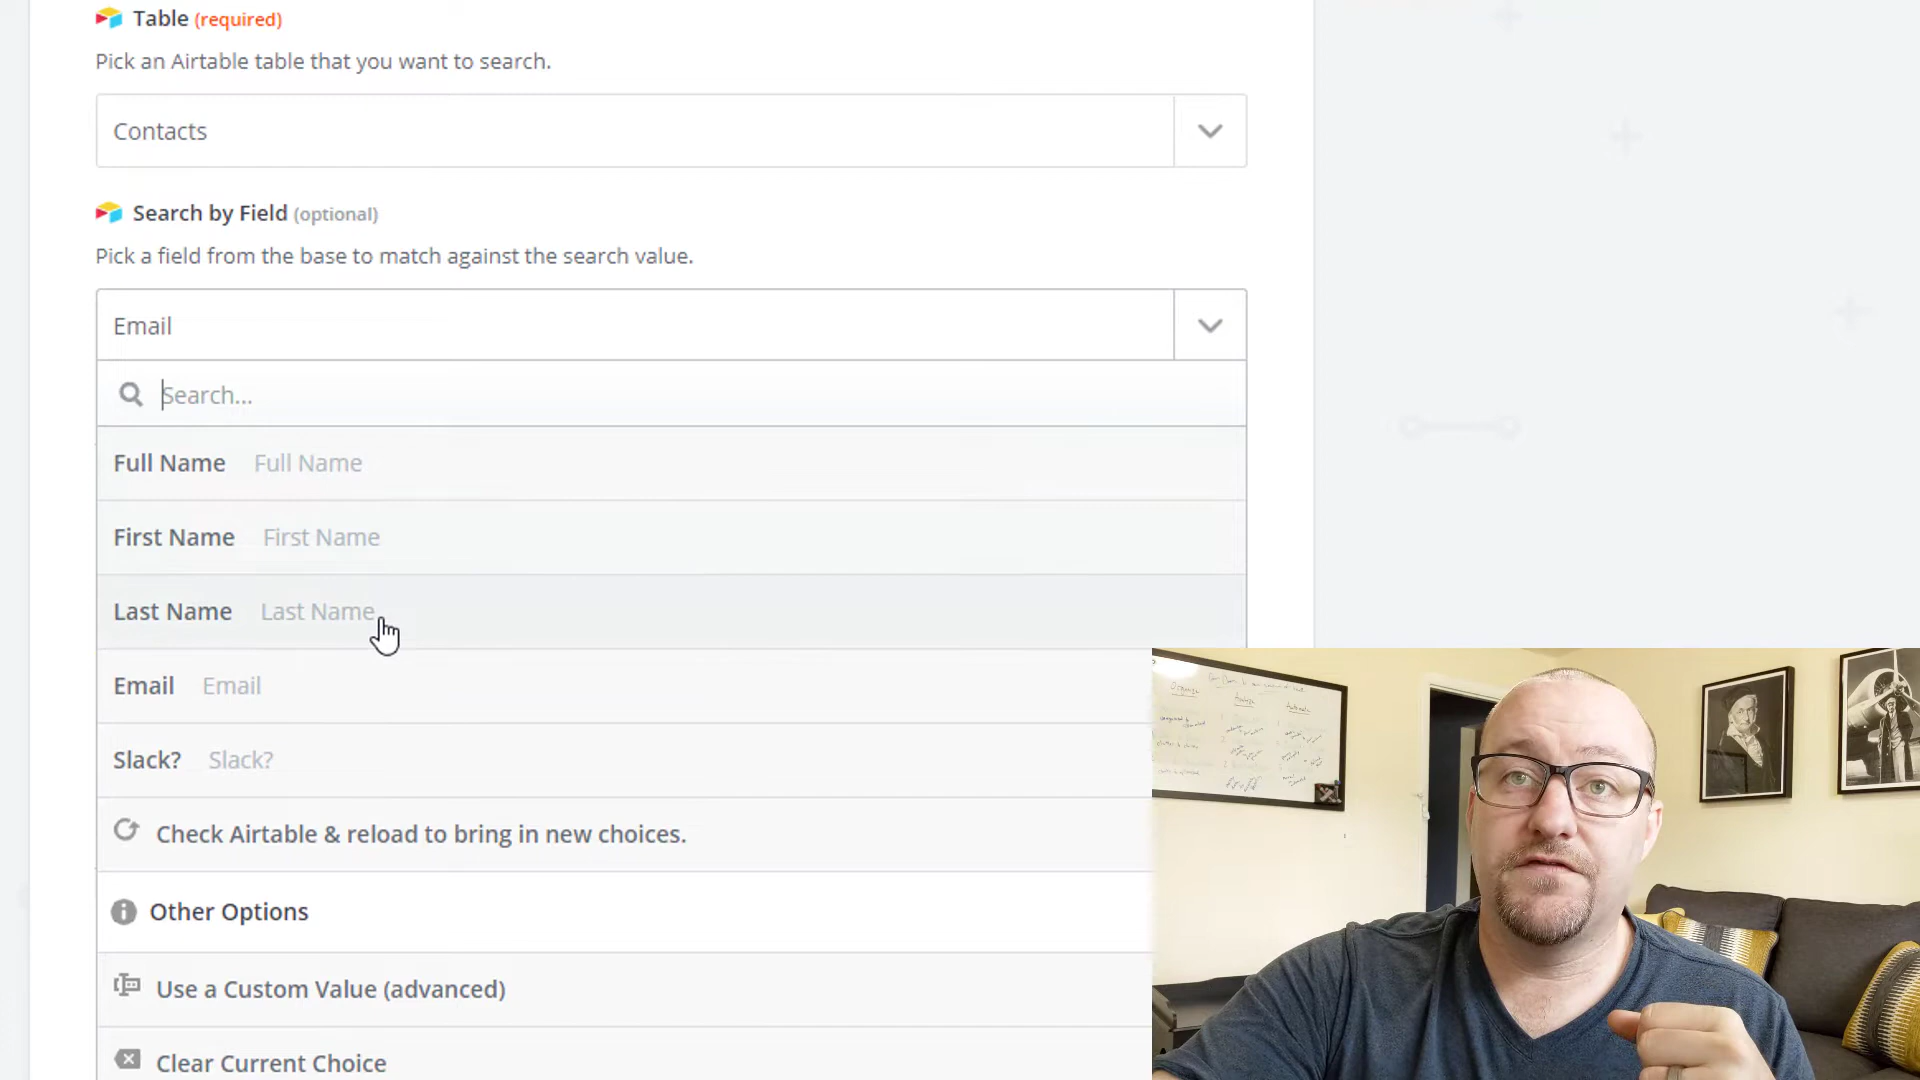 Table (required)
Pick an Airtable table that you want to search.
Contacts
Search by Field (optional)
Pick a field from the base to match against the search value.
Email
Search...
Full Name Full Name
First Name First Name
Last Name Last Name
Email Email
Slack? Slack?
Check Airtable & reload to bring in new choices.
Other Options
Use a Custom Value (advanced)
Clear Current Choice
Organize
Analyze
Automate